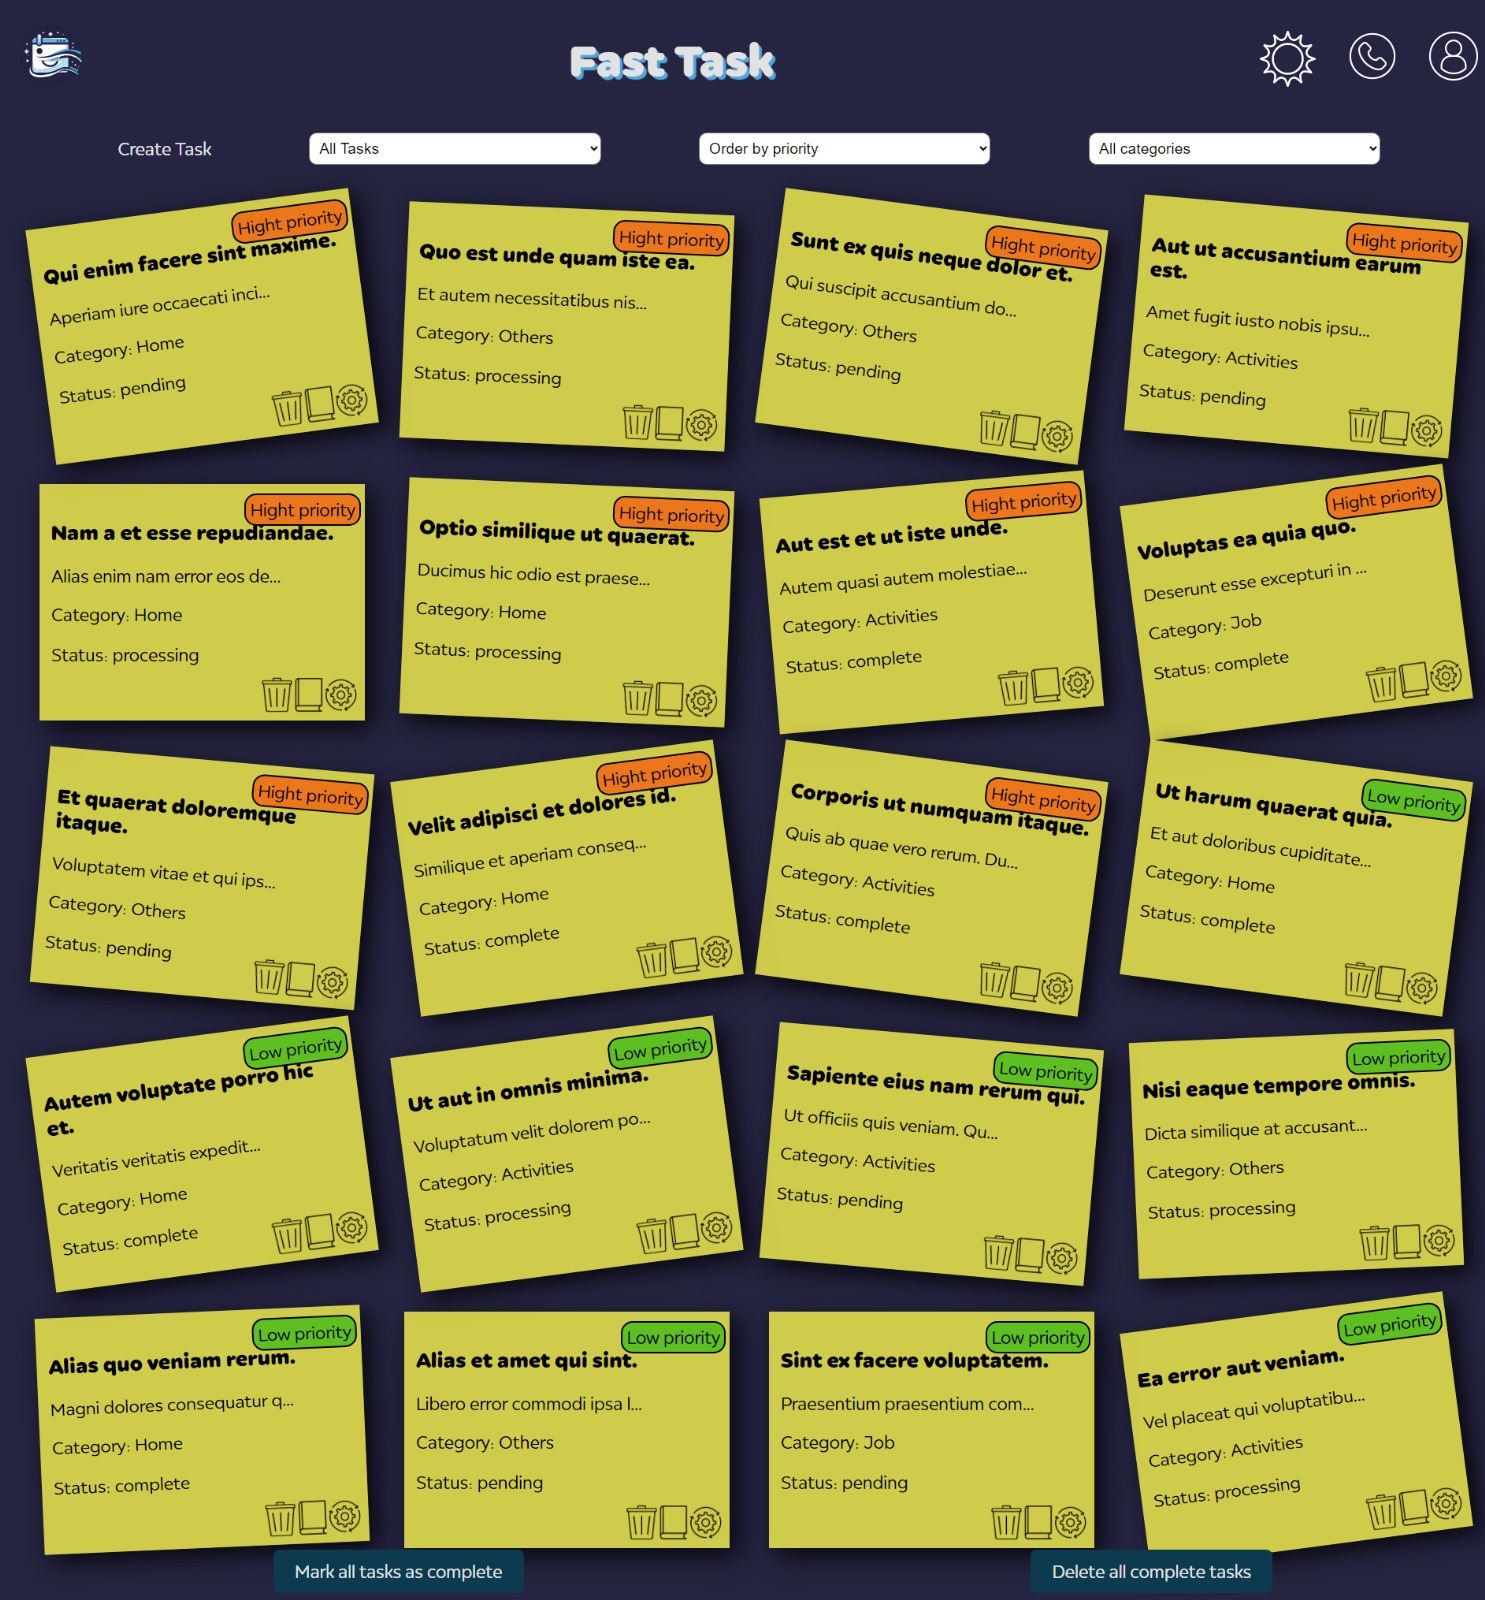 Fast Task
Create Task
All Tasks
Order by priority
All categories
Hight priority
Qui enim facere sint maxime.
Aperiam iure occaecati inci...
Category: Home
Status: pending
Hight priority
Quo est unde quam iste ea.
Et autem necessitatibus nis...
Category: Others
Status: processing
Hight priority
Sunt ex quis neque dolor et.
Qui suscipit accusantium do...
Category: Others
Status: pending
Hight priority
Aut ut accusantium earum
est.
Amet fugit iusto nobis ipsu...
Category: Activities
Status: pending
Hight priority
Nam a et esse repudiandae.
Alias enim nam error eos de...
Category: Home
Status: processing
Hight priority
Optio similique ut quaerat.
Ducimus hic odio est praese...
Category: Home
Status: processing
Hight priority
Aut est et ut iste unde.
Autem quasi autem molestiae...
Category: Activities
Status: complete
Hight priority
Voluptas ea quia quo.
Deserunt esse excepturi in ...
Category: Job
Status: complete
Hight priority
Et quaerat doloremque
itaque.
Voluptatem vitae et qui ips...
Category: Others
Status: pending
Hight priority
Velit adipisci et dolores id.
Similique et aperiam conseq...
Category: Home
Status: complete
Hight priority
Corporis ut numquam itaque.
Quis ab quae vero rerum. Du...
Category: Activities
Status: complete
Low priority
Ut harum quaerat quia.
Et aut doloribus cupiditate...
Category: Home
Status: complete
Low priority
Autem voluptate porro hic
et.
Veritatis veritatis expedit...
Category: Home
Status: complete
Low priority
Ut aut in omnis minima.
Voluptatum velit dolorem po...
Category: Activities
Status: processing
Low priority
Sapiente eius nam rerum qui.
Ut officiis quis veniam. Qu...
Category: Activities
Status: pending
Low priority
Nisi eaque tempore omnis.
Dicta similique at accusant...
Category: Others
Status: processing
Low priority
Alias quo veniam rerum.
Magni dolores consequatur q...
Category: Home
Status: complete
Low priority
Alias et amet qui sint.
Libero error commodi ipsa l...
Category: Others
Status: pending
Low priority
Sint ex facere voluptatem.
Praesentium praesentium com...
Category: Job
Status: pending
Low priority
Ea error aut veniam.
Vel placeat qui voluptatibu...
Category: Activities
Status: processing
Mark all tasks as complete
Delete all complete tasks